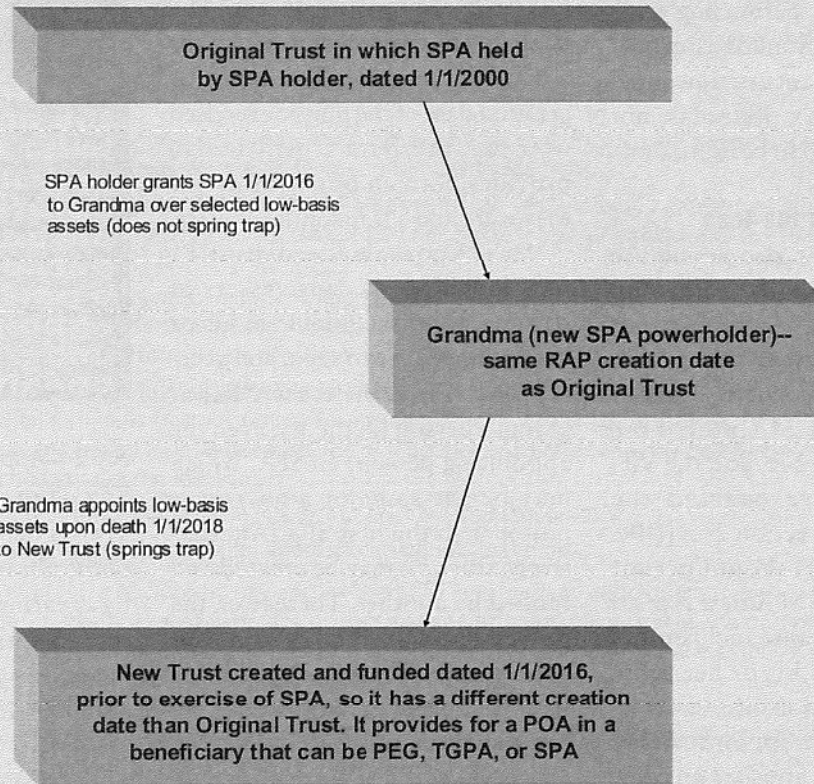 Original Trust in which SPA held
by SPA holder, dated 1/1/2000
SPA holder grants SPA 1/1/2016
to Grandma over selected low-basis
assets (does not spring trap)
Grandma (new SPA powerholder)--
same RAP creation date
as Original Trust
Grandma appoints low-basis
assets upon death 1/1/2018
to New Trust (springs trap)
New Trust created and funded dated 1/1/2016,
prior to exercise of SPA, so it has a different creation
date than Original Trust. It provides for a POA in a
beneficiary that can be PEG, TGPA, or SPA